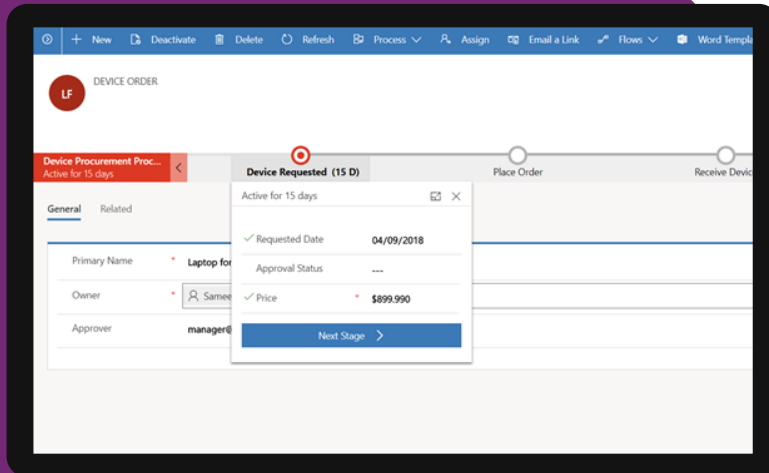 + New Deactivate Delete Refresh Process Assign Email a Link Flows Word Templa
LF DEVICE ORDER
Device Procurement Proc...
Active for 15 days
Device Requested (15 D)
Place Order
Receive Devic
General Related
Active for 15 days
Requested Date 04/09/2018
Approval Status ---
Price * $899.990
Next Stage
Primary Name * Laptop for
Owner * Samee
Approver manager@